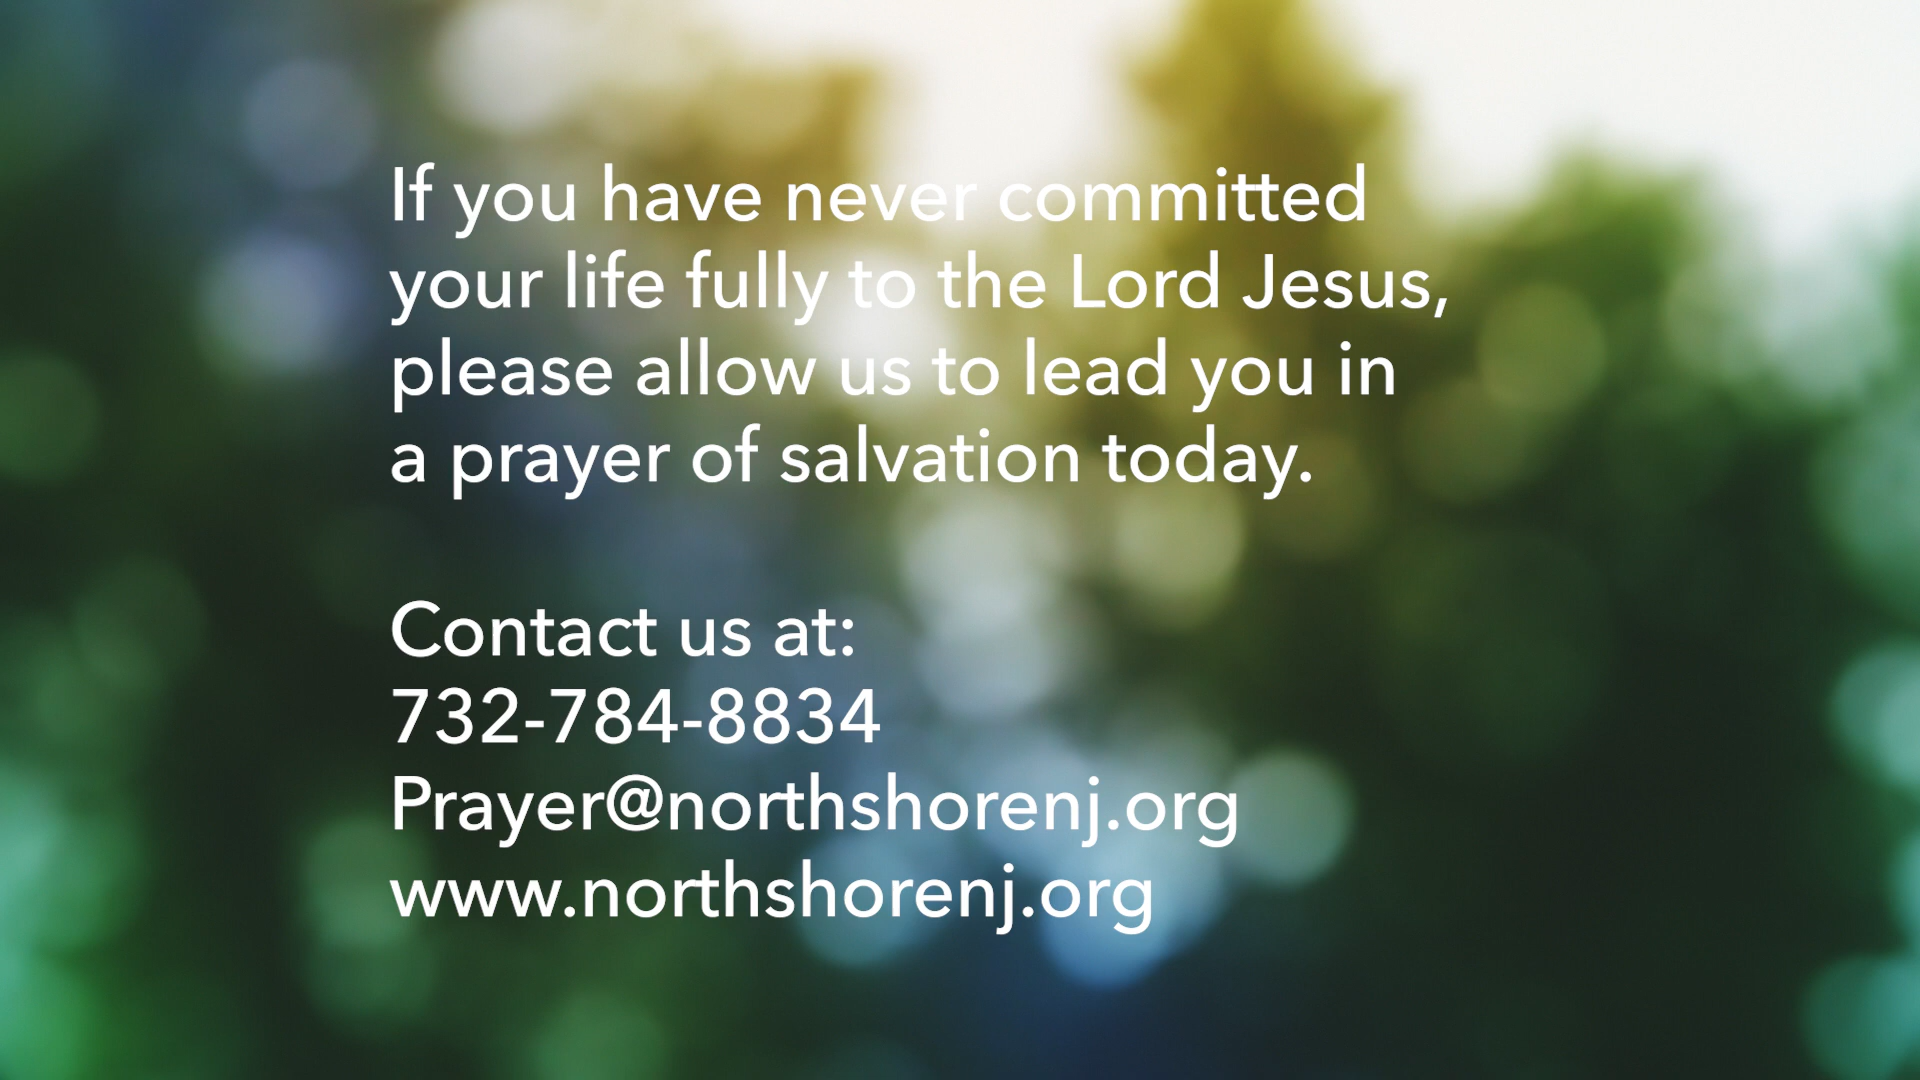 If you have never committed
your life fully to the Lord Jesus,
please allow us to lead you in
a prayer of salvation today.
Contact us at:
732-784-8834
Prayer@northshorenj.org
www.northshorenj.org